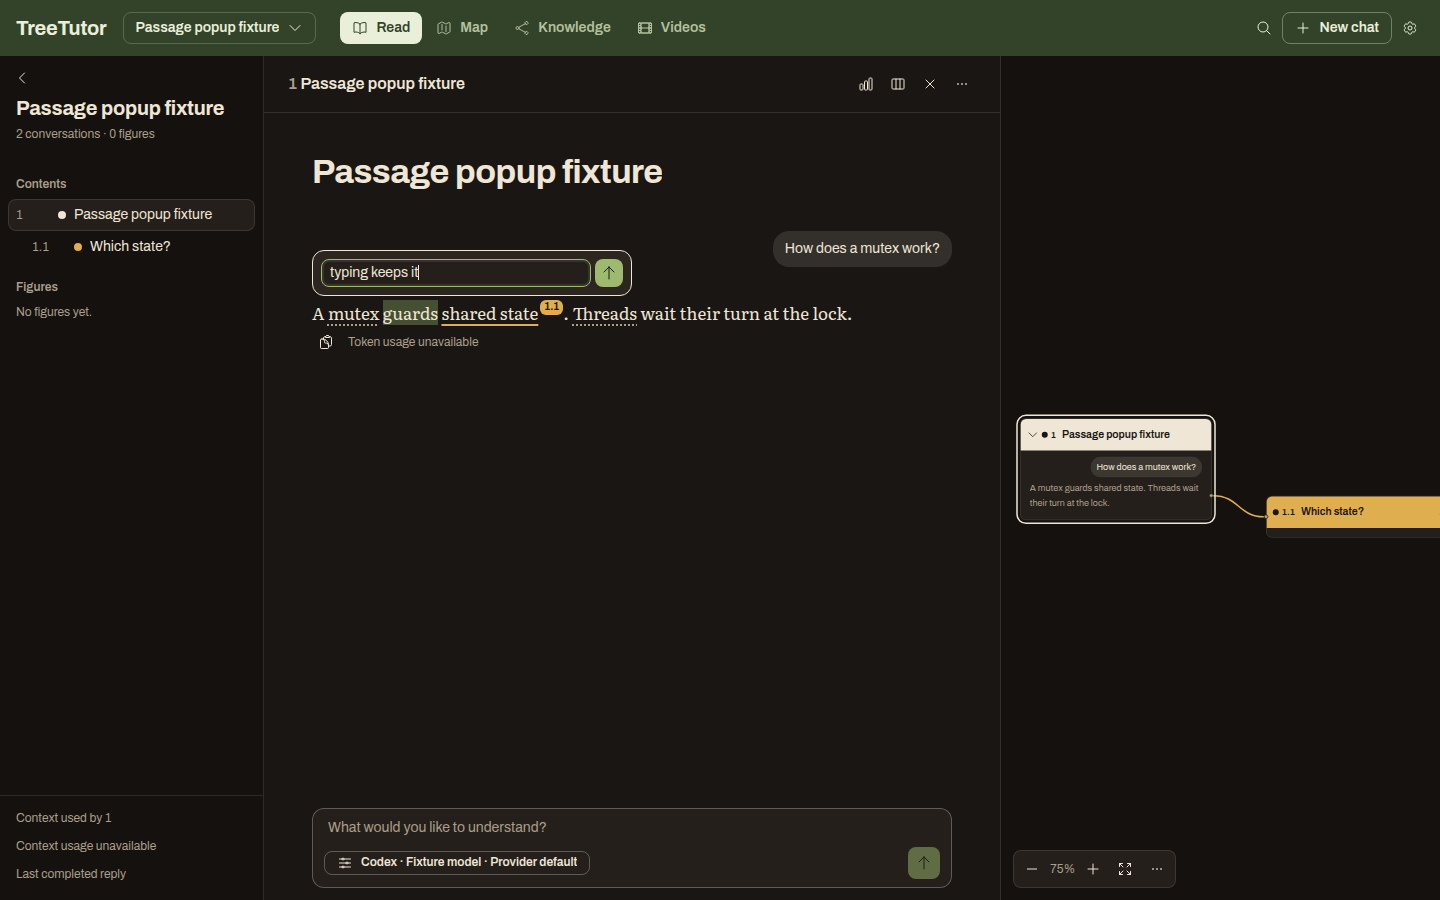 TreeTutor
Passage popup fixture
Read
Map
Knowledge
Videos
New chat
Passage popup fixture
2 conversations · 0 figures
Contents
1 Passage popup fixture
1.1 Which state?
Figures
No figures yet.
Context used by 1
Context usage unavailable
Last completed reply
1 Passage popup fixture
Passage popup fixture
How does a mutex work?
typing keeps it
A mutex guards shared state 1.1. Threads wait their turn at the lock.
Token usage unavailable
What would you like to understand?
Codex · Fixture model · Provider default
1 Passage popup fixture
How does a mutex work?
A mutex guards shared state. Threads wait
their turn at the lock.
1.1 Which state?
75%